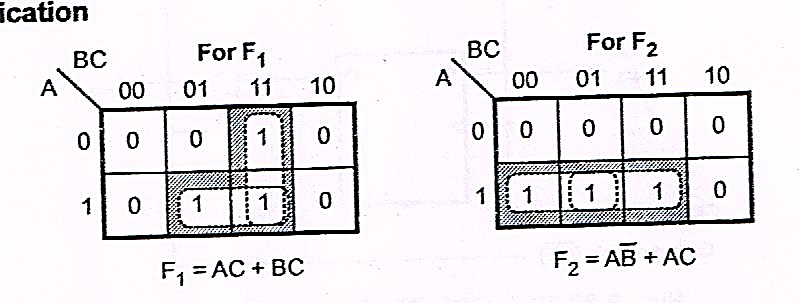 ication
For F₁
BC
A
00 01 11 10
0 0 0 1 0
1 0 1 1 0
F₁ = AC + BC
For F₂
BC
A
00 01 11 10
0 0 0 0 0
1 1 1 1 0
F₂ = AB̅ + AC